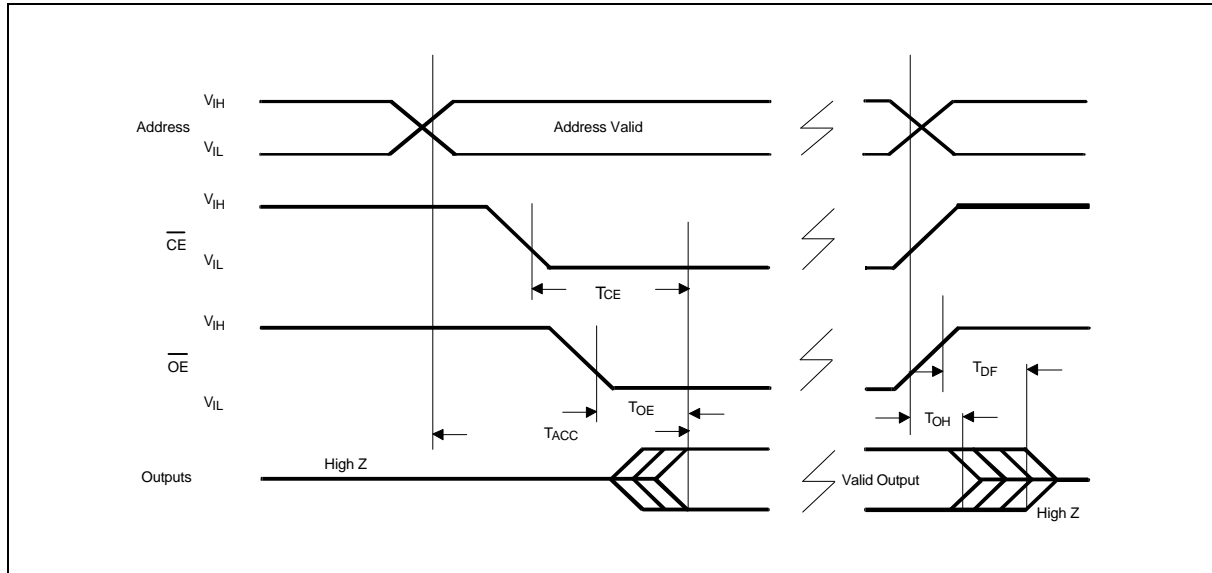 VIH
Address
Address Valid
VIL
VIH
CE
VIL
TCE
VIH
OE
TDF
VIL
TOE
TOH
TACC
High Z
Outputs
Valid Output
High Z